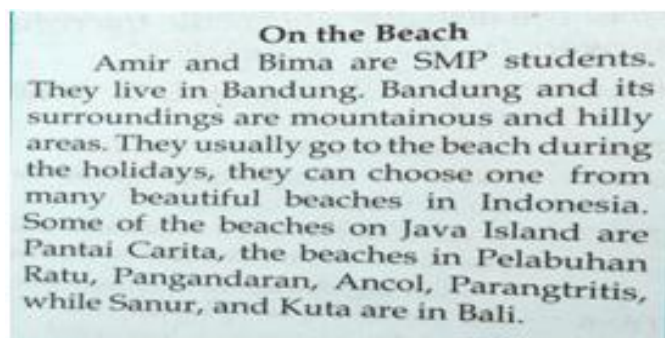 On the Beach
Amir and Bima are SMP students.
They live in Bandung. Bandung and its
surroundings are mountainous and hilly
areas. They usually go to the beach during
the holidays, they can choose one from
many beautiful beaches in Indonesia.
Some of the beaches on Java Island are
Pantai Carita, the beaches in Pelabuhan
Ratu, Pangandaran, Ancol, Parangtritis,
while Sanur, and Kuta are in Bali.